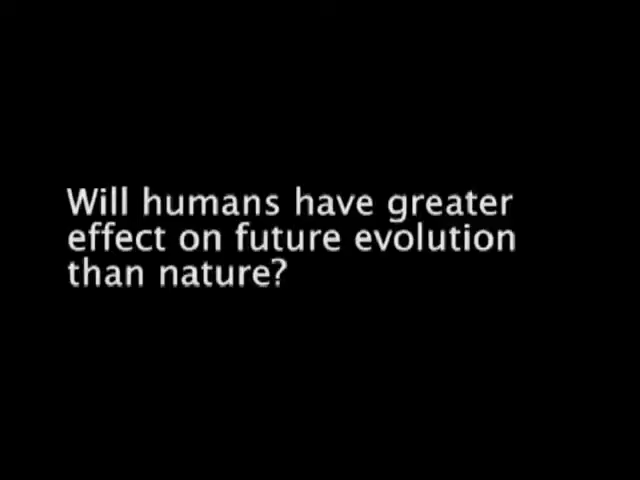 Will humans have greater
effect on future evolution
than nature?